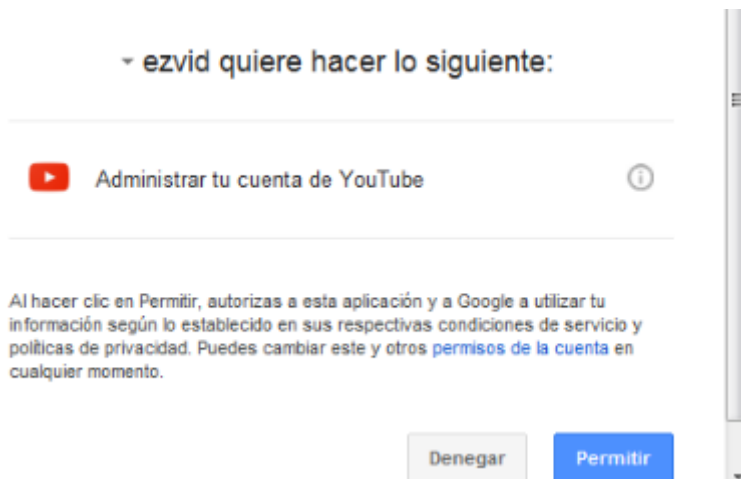 ezvid quiere hacer lo siguiente:
Administrar tu cuenta de YouTube
Al hacer clic en Permitir, autorizas a esta aplicación y a Google a utilizar tu
información según lo establecido en sus respectivas condiciones de servicio y
políticas de privacidad. Puedes cambiar este y otros permisos de la cuenta en
cualquier momento.
Denegar Permitir